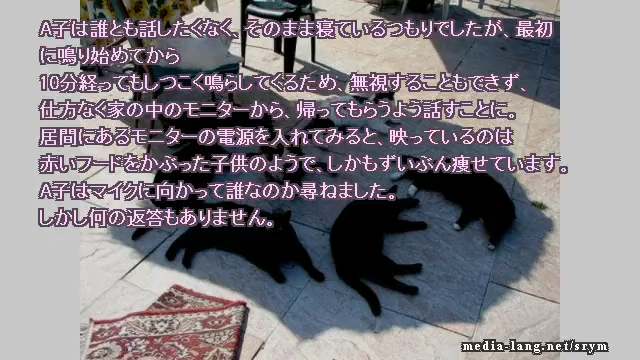 A子は誰とも話したくなく、そのまま寝ているつもりでしたが、最初
に鳴り始めてから
10分経ってもしつこく鳴らしてくるため、無視することもできず、
仕方なく家の中のモニターから、帰ってもらうよう話すことに。
居間にあるモニターの電源を入れてみると、映っているのは
赤いフードをかぶった子供のようで、しかもずいぶん痩せています。
A子はマイクに向かって誰なのか尋ねました。
しかし何の返答もありません。
media-lang.net/srym